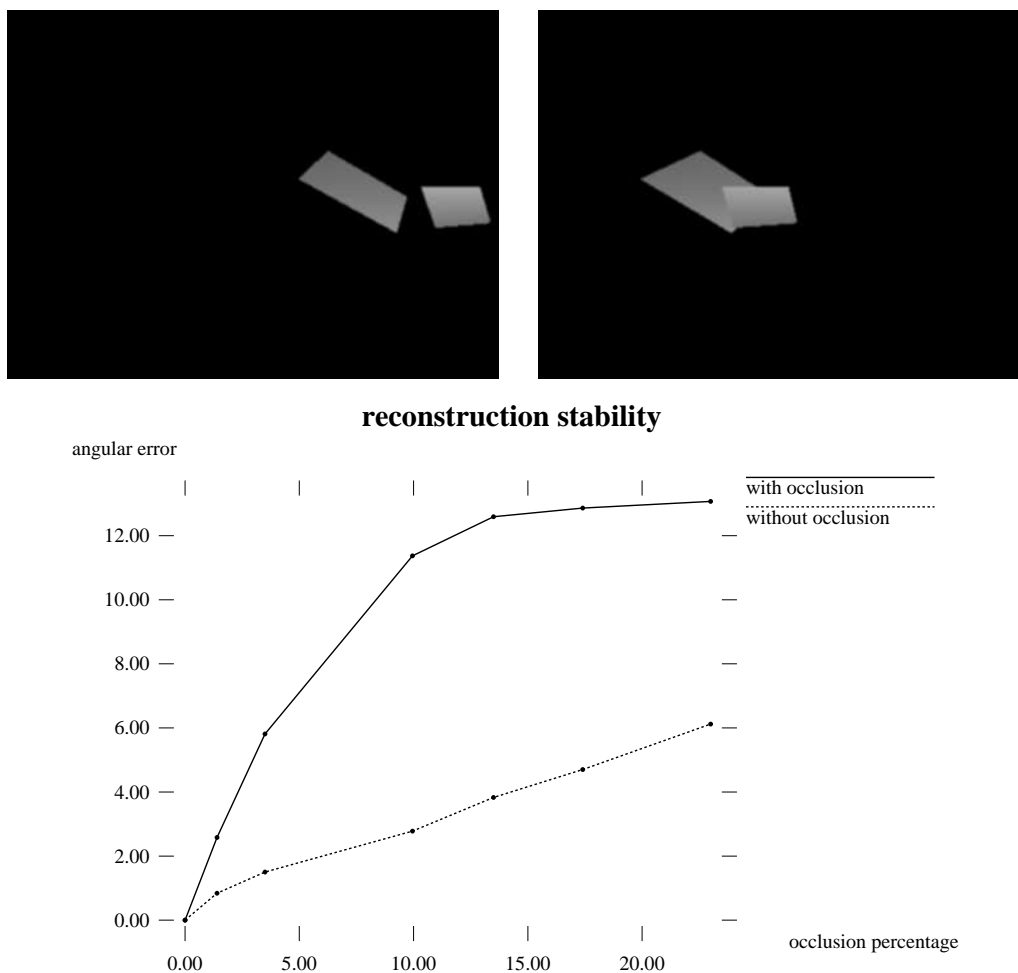 reconstruction stability
angular error
with occlusion
without occlusion
12.00
10.00
8.00
6.00
4.00
2.00
0.00
occlusion percentage
0.00 5.00 10.00 15.00 20.00